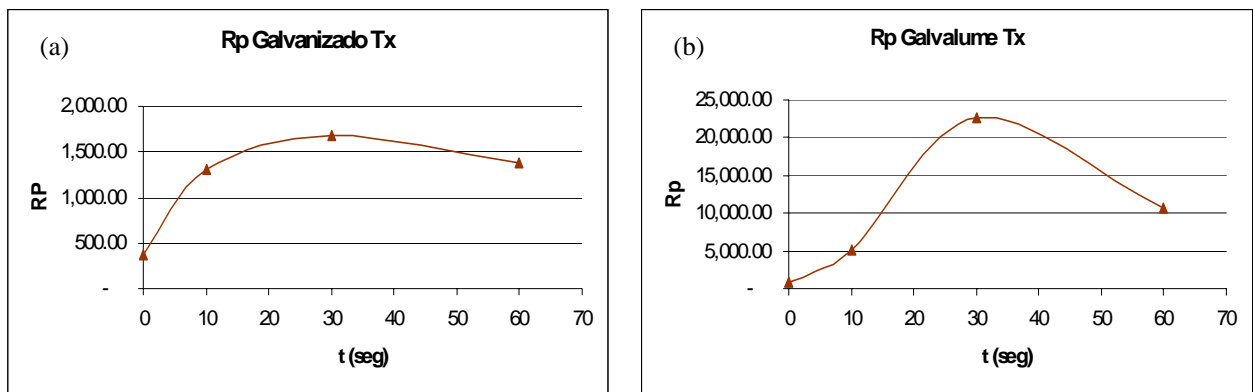 (a)
Rp Galvanizado Tx
2,000.00
1,500.00
1,000.00
500.00
-
RP
0 10 20 30 40 50 60 70
t (seg)
(b)
Rp Galvalume Tx
25,000.00
20,000.00
15,000.00
10,000.00
5,000.00
-
Rp
0 10 20 30 40 50 60 70
t (seg)